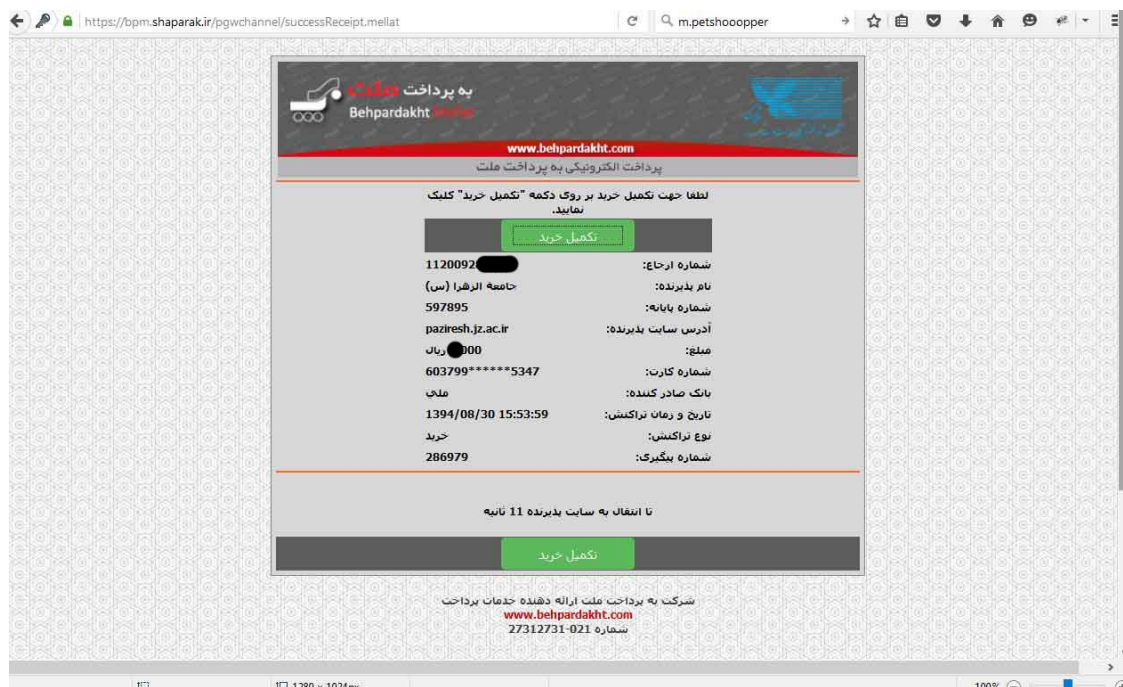 https://bpm.shaparak.ir/pgwchannel/successReceipt.mellat
m.petshooopper
به پرداخت ملت
Behpardakht Mellat
www.behpardakht.com
پرداخت الکترونیکی به پرداخت ملت
لطفا جهت تکمیل خرید بر روی دکمه "تکمیل خرید" کلیک
نمایید.
تکمیل خرید
شماره ارجاع: 1120092
نام پذیرنده: جامعة الزهرا (س)
شماره پایانه: 597895
آدرس سایت پذیرنده: paziresh.jz.ac.ir
مبلغ: 000 ریال
شماره کارت: 603799******5347
بانک صادر کننده: ملي
تاریخ و زمان تراکنش: 1394/08/30 15:53:59
نوع تراکنش: خرید
شماره پیگیری: 286979
تا انتقال به سایت پذیرنده 11 ثانیه
تکمیل خرید
شرکت به پرداخت ملت ارائه دهنده خدمات پرداخت
www.behpardakht.com
شماره 021-27312731
1280 × 1024px
100%